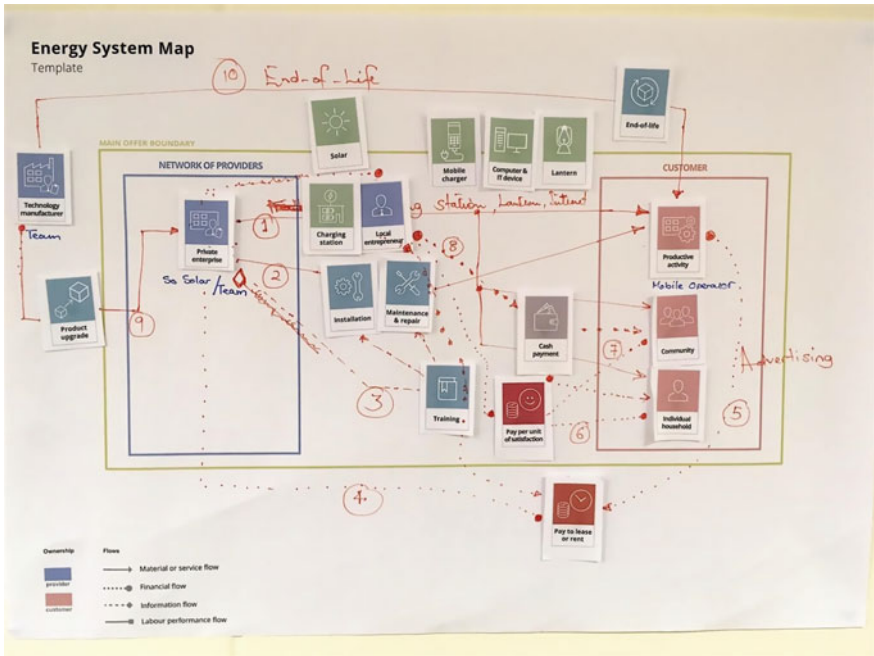 Energy System Map
Template
10 End-of-Life
End-of-life
Solar
Mobile
charger
Computer &
IT device
Lantern
MAIN OFFER BOUNDARY
NETWORK OF PROVIDERS
CUSTOMER
Technology
manufacturer
Team
Private
enterprise
So Solar
/Team
1
Charging
station
Local
entrepreneur
station, Lantern,
Productive
activity
Mobile Operator
8
2
Installation
Maintenance
& repair
Product
upgrade
9
Cash
payment
7
Community
Advertising
3
Training
Pay per unit
of satisfaction
6
Individual
household
5
4.
Pay to lease
or rent
Ownership
provider
customer
Flows
Material or service flow
Financial flow
Information flow
Labour performance flow